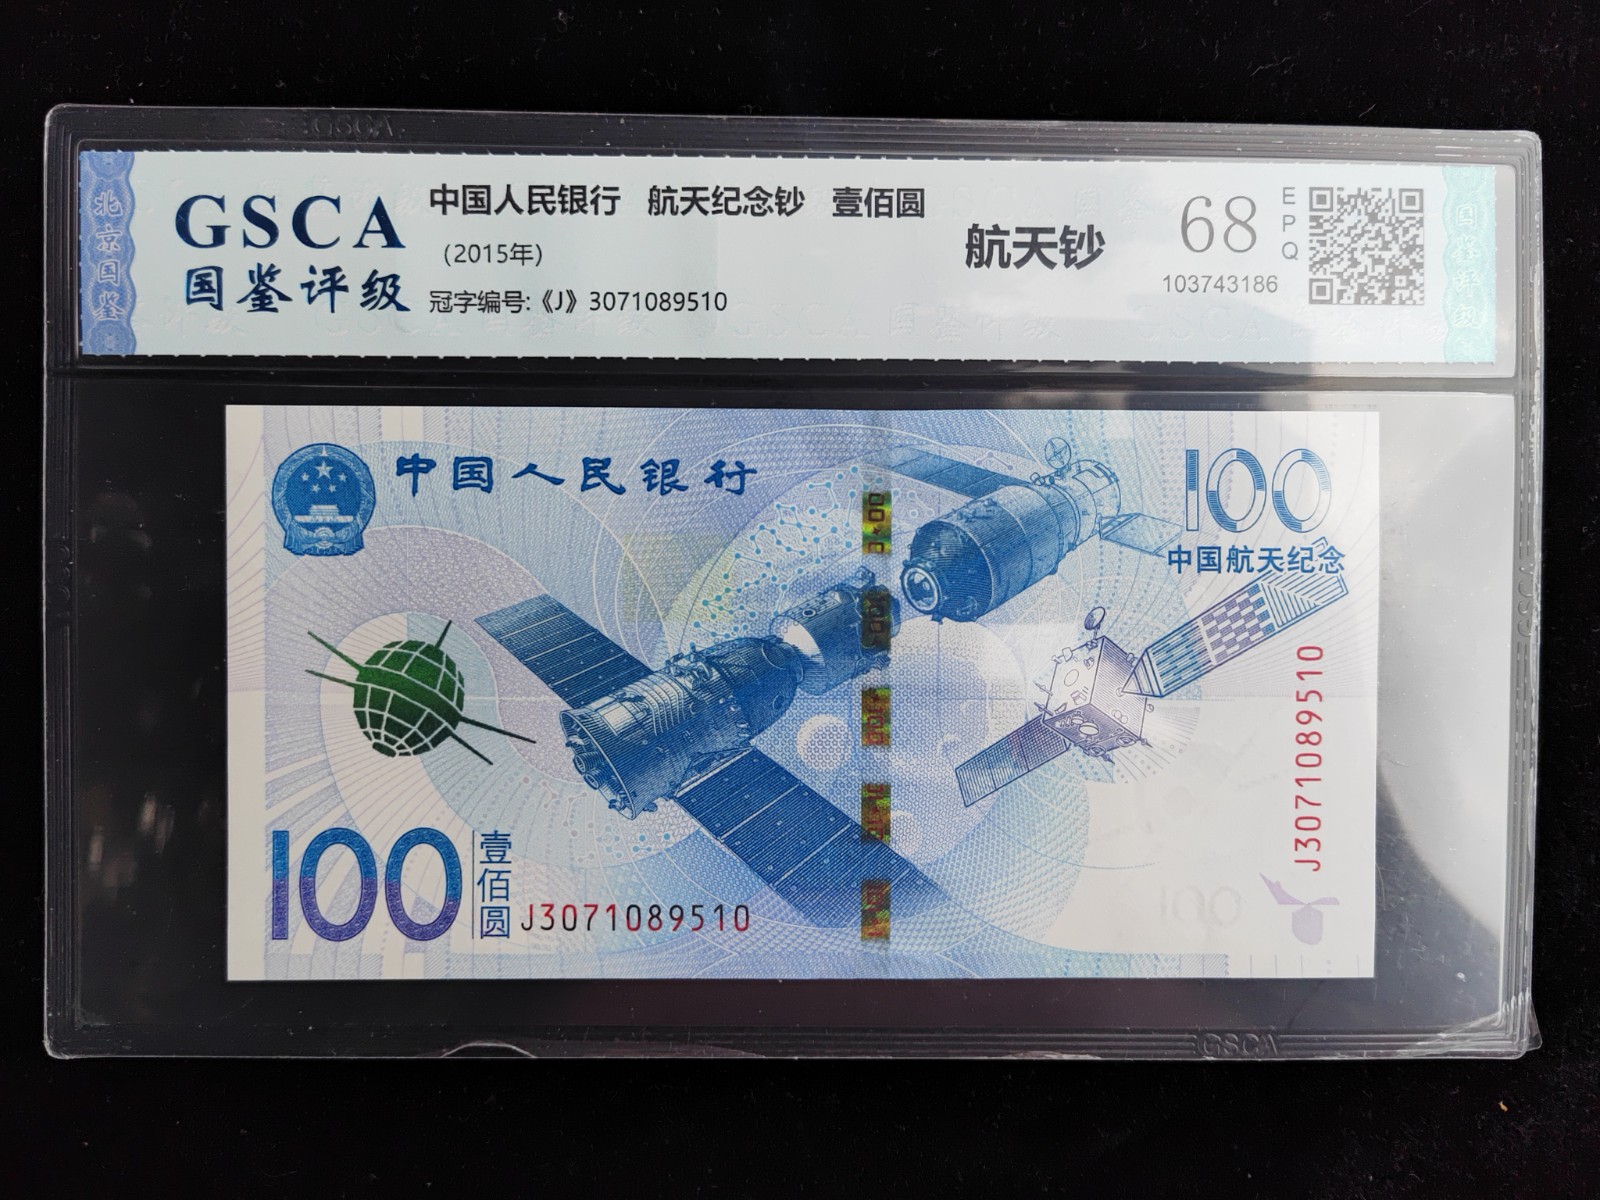 GSCA
北京国鉴
GSCA
国鉴评级
中国人民银行 航天纪念钞 壹佰圆
(2015年)
冠字编号:《J》3071089510
航天钞
68
EPQ
103743186
国鉴评级
中国人民银行
100
中国航天纪念
J3071089510
100
壹佰圆
J3071089510
GSCA